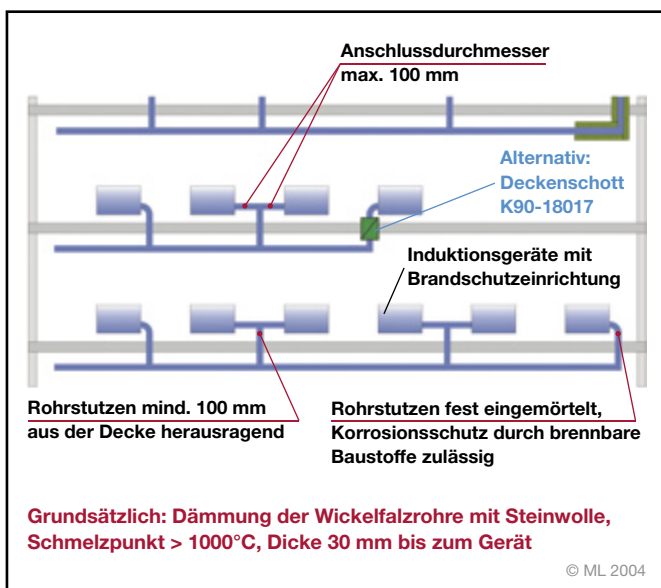 Anschlussdurchmesser
max. 100 mm
Alternativ:
Deckenschott
K90-18017
Induktionsgeräte mit
Brandschutzeinrichtung
Rohrstutzen mind. 100 mm
aus der Decke herausragend
Rohrstutzen fest eingemörtelt,
Korrosionsschutz durch brennbare
Baustoffe zulässig
Grundsätzlich: Dämmung der Wickelfalzrohre mit Steinwolle,
Schmelzpunkt > 1000°C, Dicke 30 mm bis zum Gerät
© ML 2004